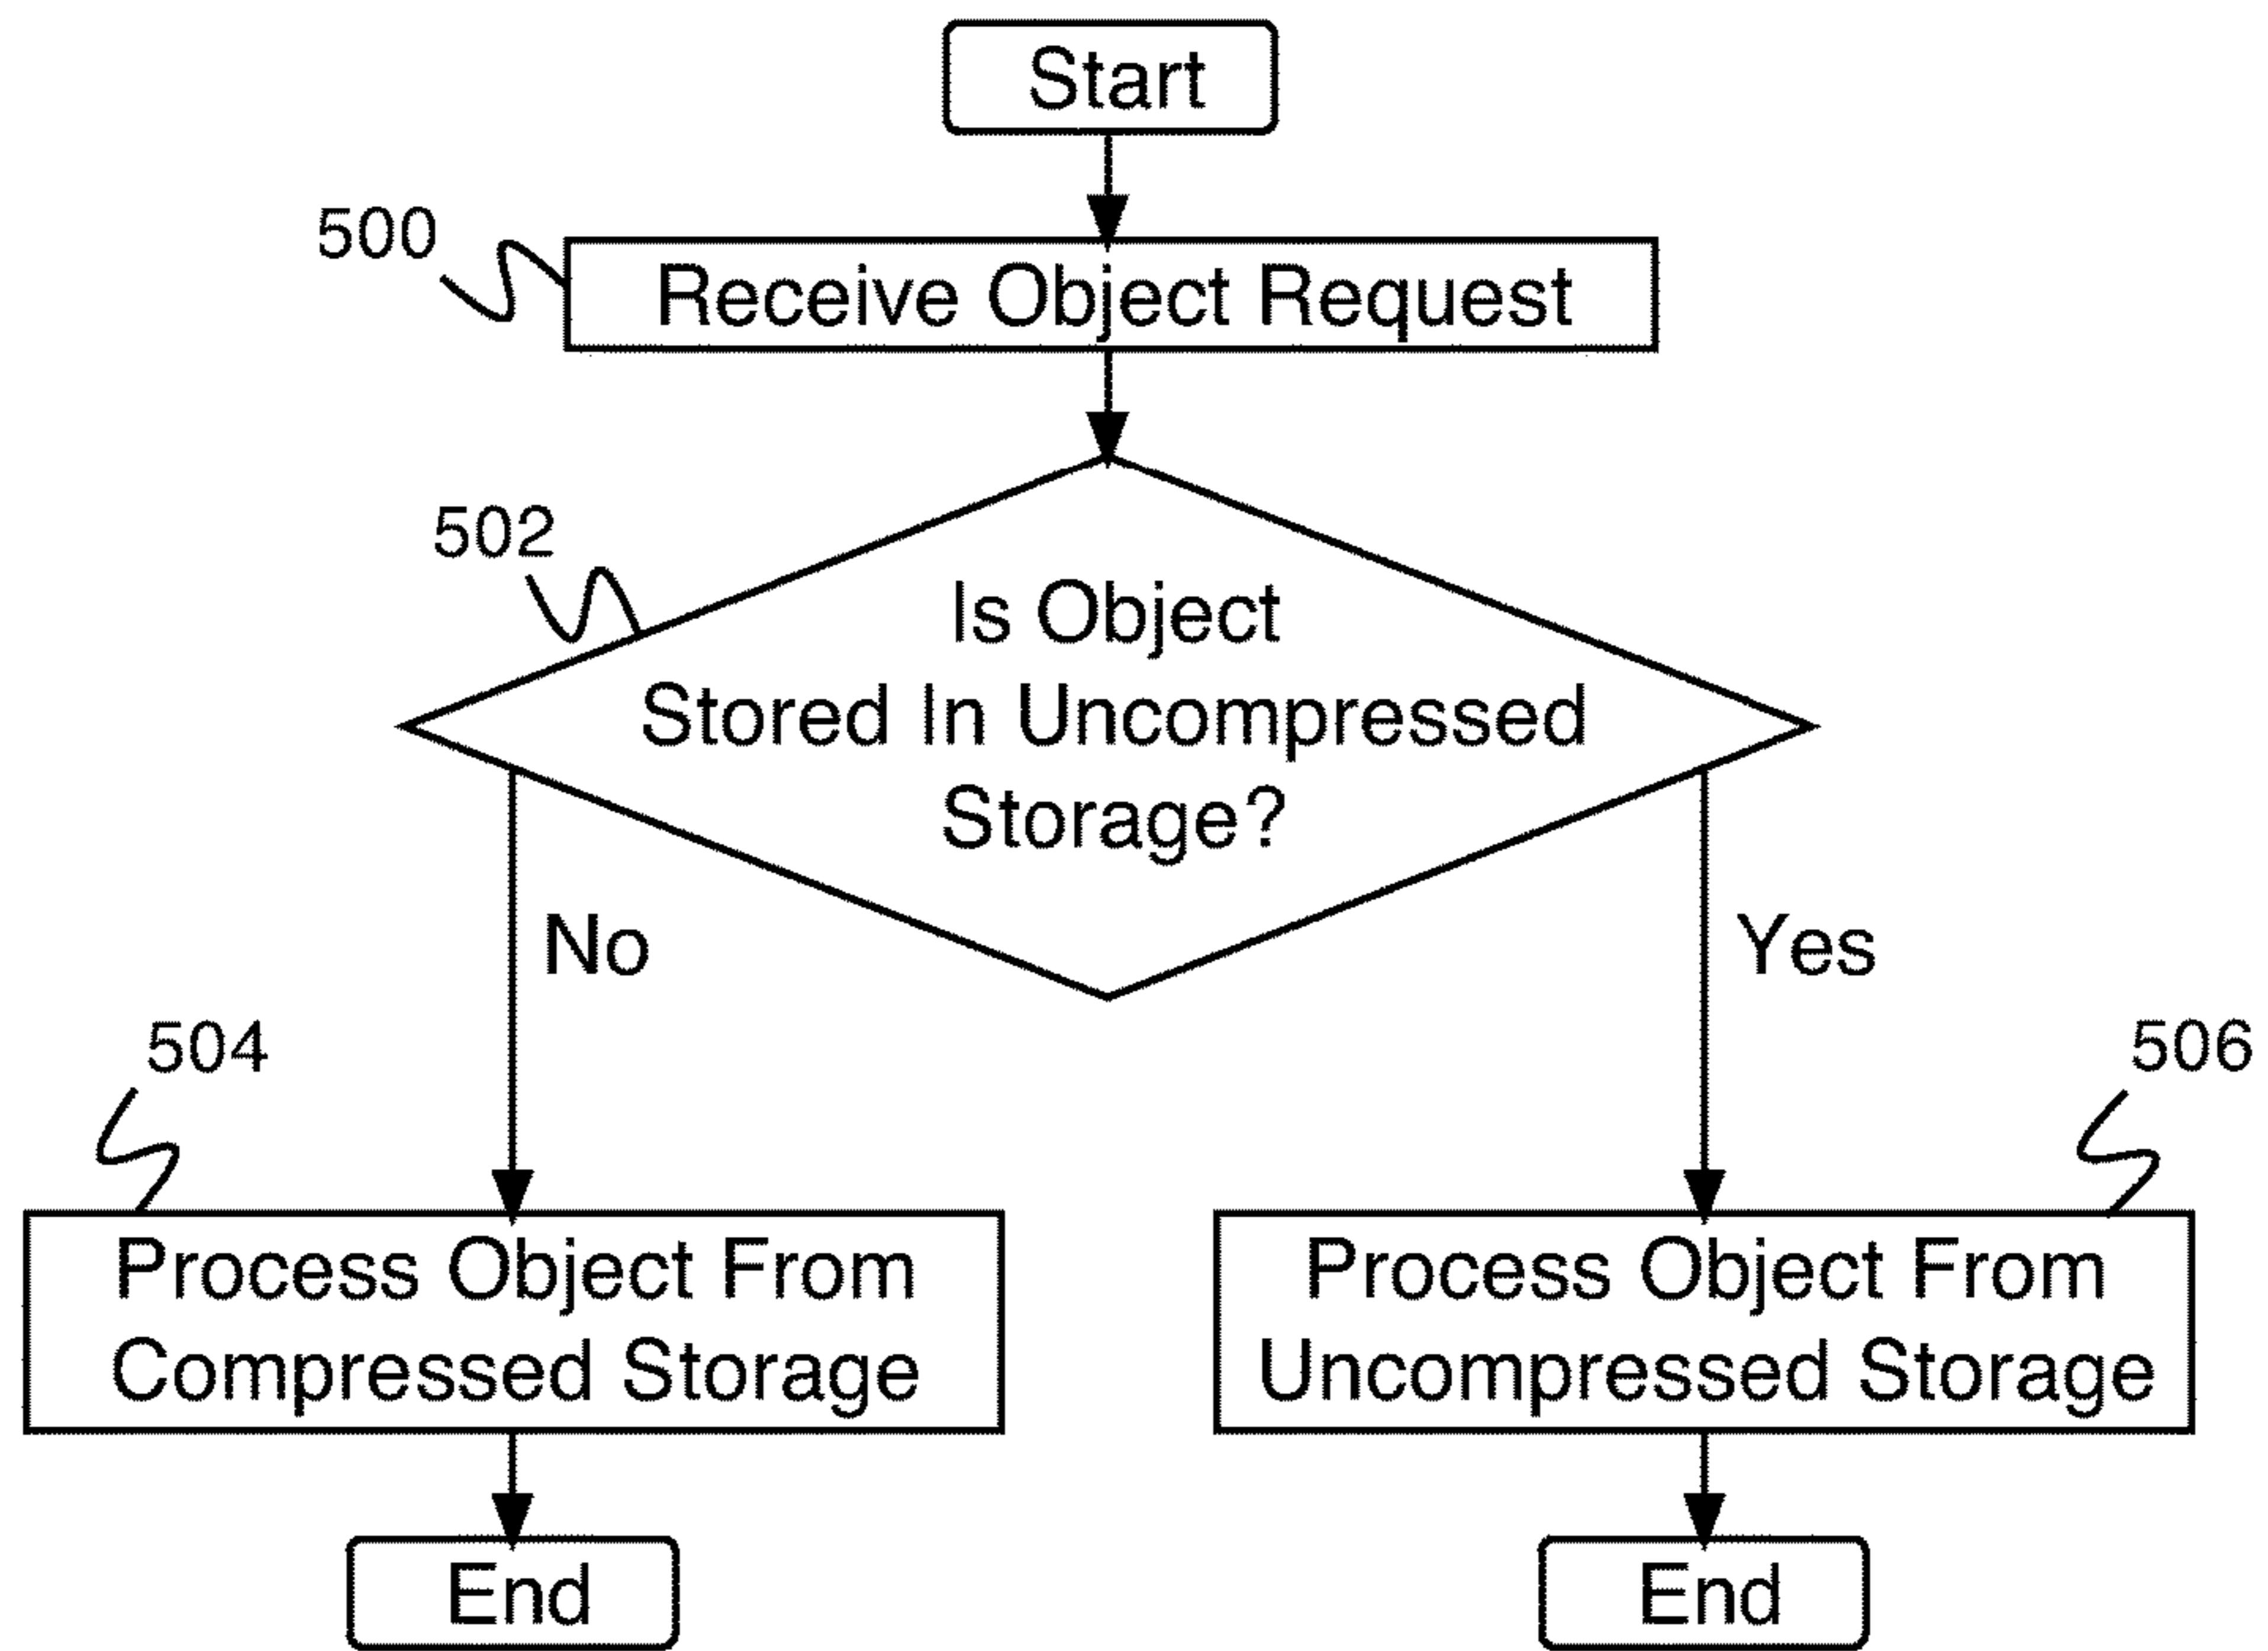 Start
500
Receive Object Request
502
Is Object
Stored In Uncompressed
Storage?
No
Yes
504
506
Process Object From
Compressed Storage
Process Object From
Uncompressed Storage
End
End